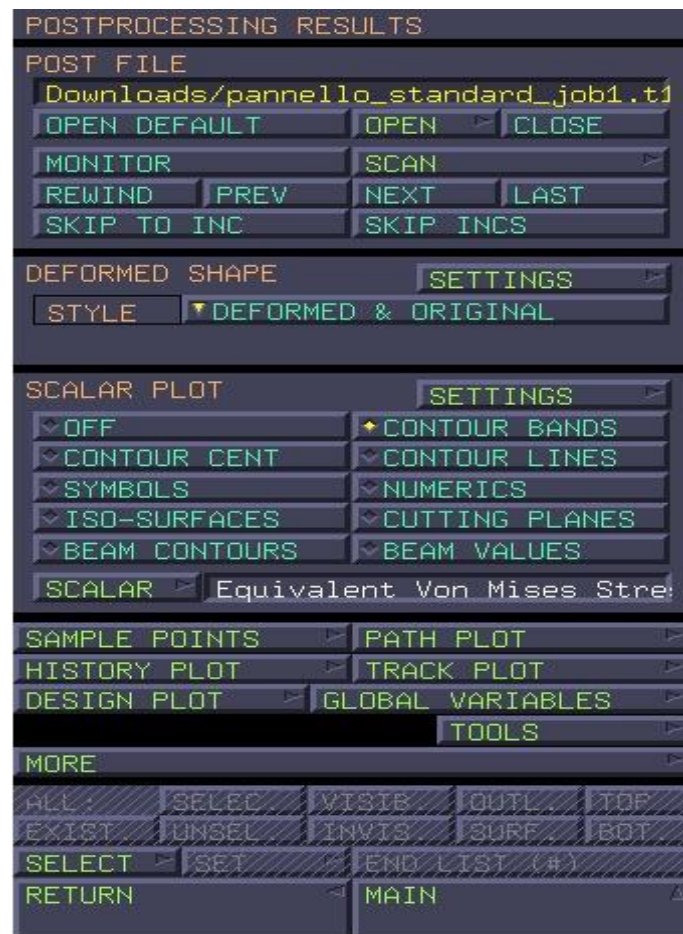 POSTPROCESSING RESULTS
POST FILE
Downloads/pannello_standard_job1.t1
OPEN DEFAULT OPEN CLOSE
MONITOR SCAN
REWIND PREV NEXT LAST
SKIP TO INC SKIP INCS
DEFORMED SHAPE SETTINGS
STYLE DEFORMED & ORIGINAL
SCALAR PLOT SETTINGS
OFF CONTOUR BANDS
CONTOUR CENT CONTOUR LINES
SYMBOLS NUMERICS
ISO-SURFACES CUTTING PLANES
BEAM CONTOURS BEAM VALUES
SCALAR Equivalent Von Mises Stre
SAMPLE POINTS PATH PLOT
HISTORY PLOT TRACK PLOT
DESIGN PLOT GLOBAL VARIABLES
TOOLS
MORE
ALL: SELEC. VISIB. OUTL. TOP
EXIST. UNSEL. INVIS. SURF. BOT.
SELECT SET END LIST (#)
RETURN MAIN